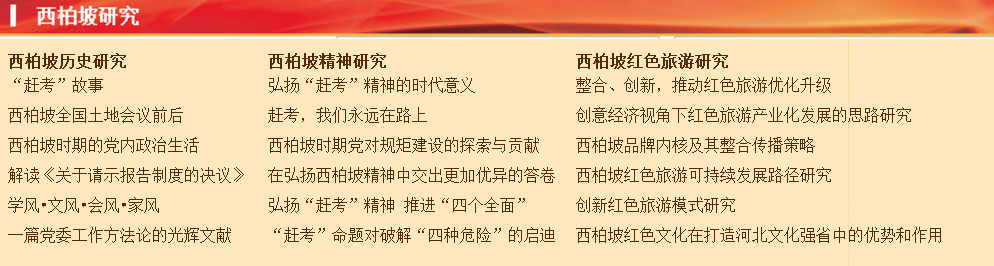 西柏坡研究
西柏坡历史研究
“赶考”故事
西柏坡全国土地会议前后
西柏坡时期的党内政治生活
解读《关于请示报告制度的决议》
学风·文风·会风·家风
一篇党委工作方法论的光辉文献
西柏坡精神研究
弘扬“赶考”精神的时代意义
赶考，我们永远在路上
西柏坡时期党对规矩建设的探索与贡献
在弘扬西柏坡精神中交出更加优异的答卷
弘扬“赶考”精神 推进“四个全面”
“赶考”命题对破解“四种危险”的启迪
西柏坡红色旅游研究
整合、创新，推动红色旅游优化升级
创意经济视角下红色旅游产业化发展的思路研究
西柏坡品牌内核及其整合传播策略
西柏坡红色旅游可持续发展路径研究
创新红色旅游模式研究
西柏坡红色文化在打造河北文化强省中的优势和作用